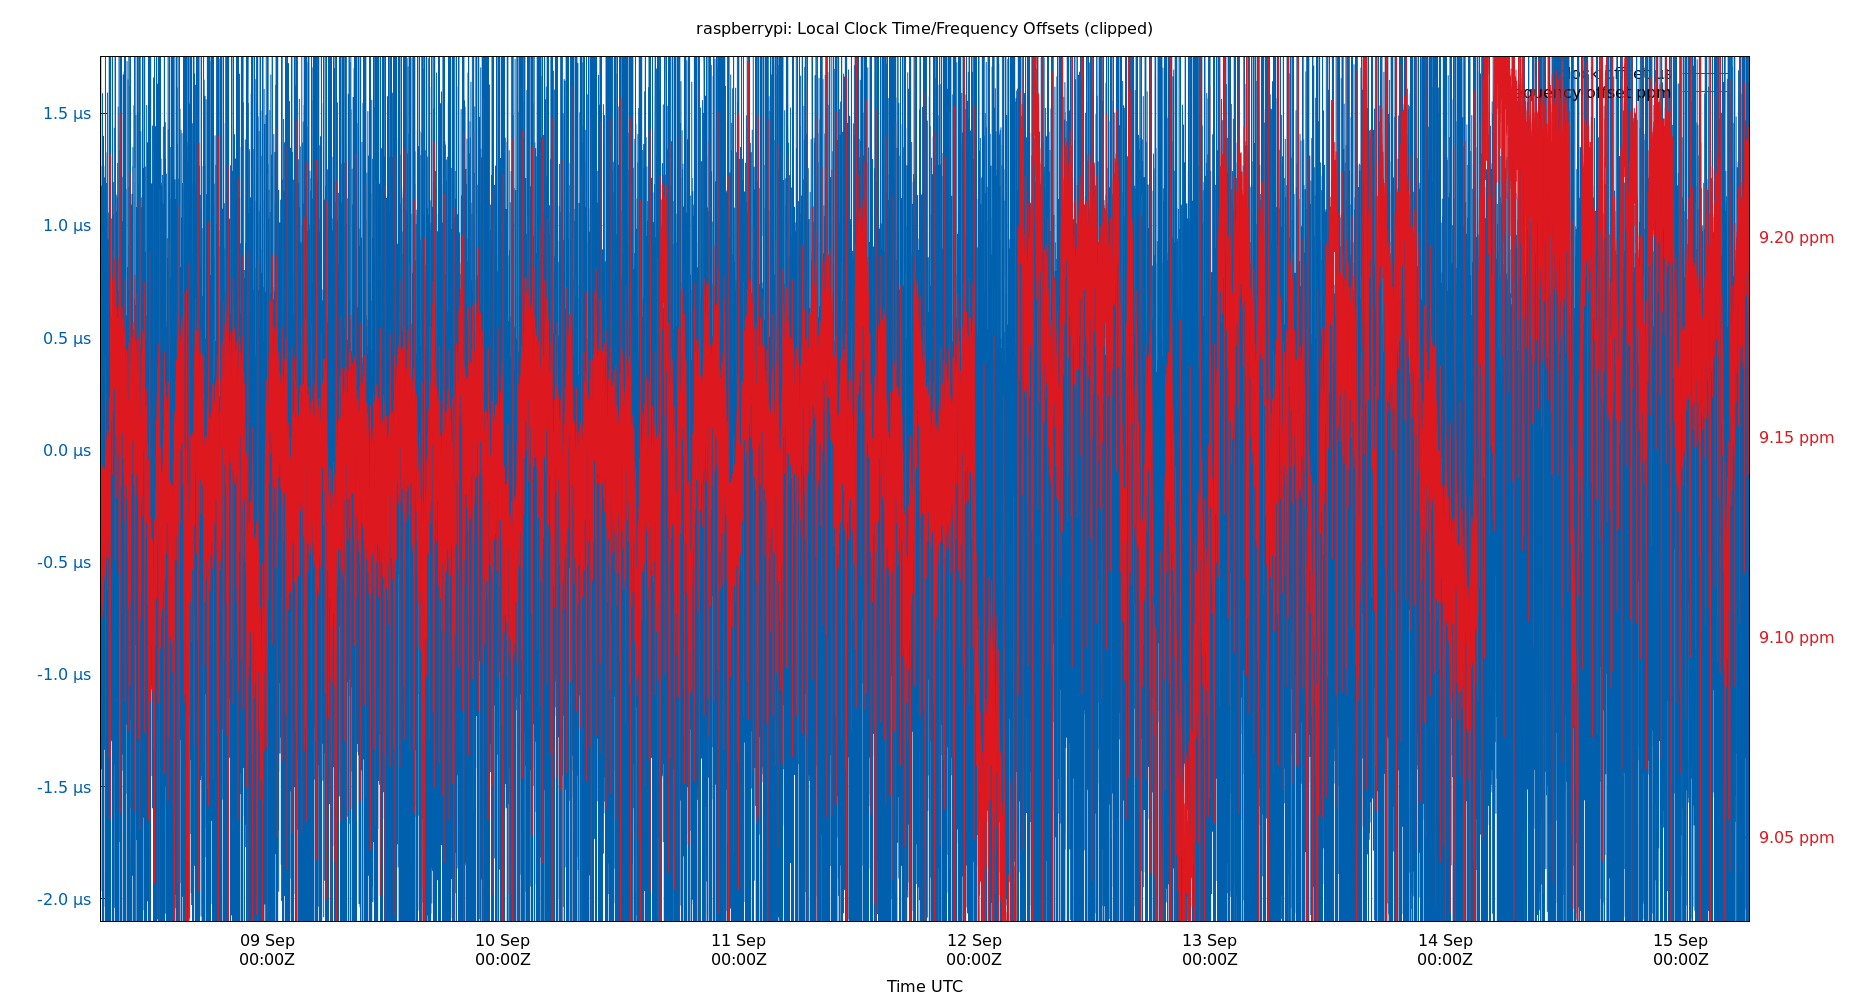 raspberrypi: Local Clock Time/Frequency Offsets (clipped)
offset
offset ppm
1.5 µs
1.0 µs
0.5 µs
0.0 µs
-0.5 µs
-1.0 µs
-1.5 µs
-2.0 µs
9.20 ppm
9.15 ppm
9.10 ppm
9.05 ppm
09 Sep 10 Sep 11 Sep 12 Sep 13 Sep 14 Sep 15 Sep
00:00Z 00:00Z 00:00Z 00:00Z 00:00Z 00:00Z 00:00Z
Time UTC